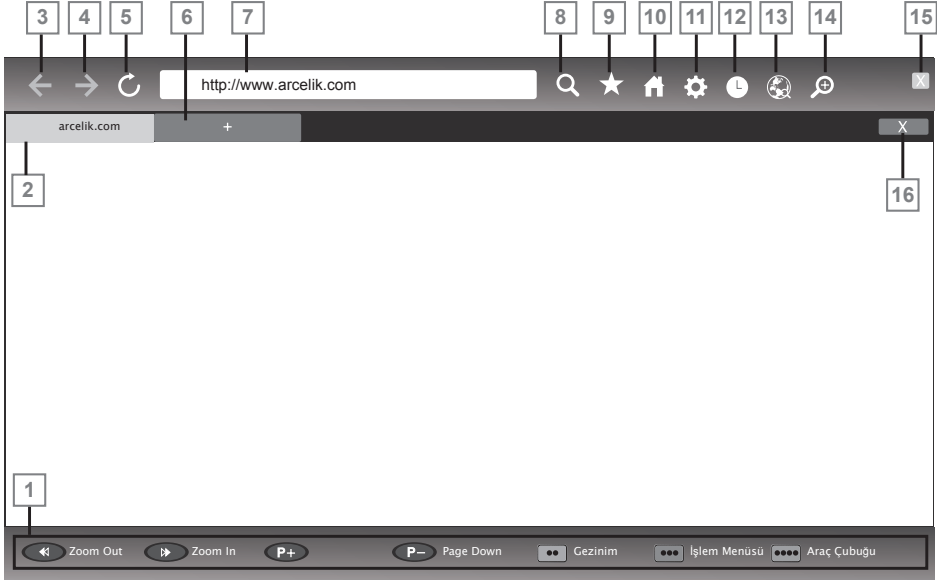 3 4 5 6 7 8 9 10 11 12 13 14 15
http://www.arcelik.com X
arcelik.com + X
2 16
1
Zoom Out Zoom In P+ P− Page Down Gezinim İşlem Menüsü Araç Çubuğu